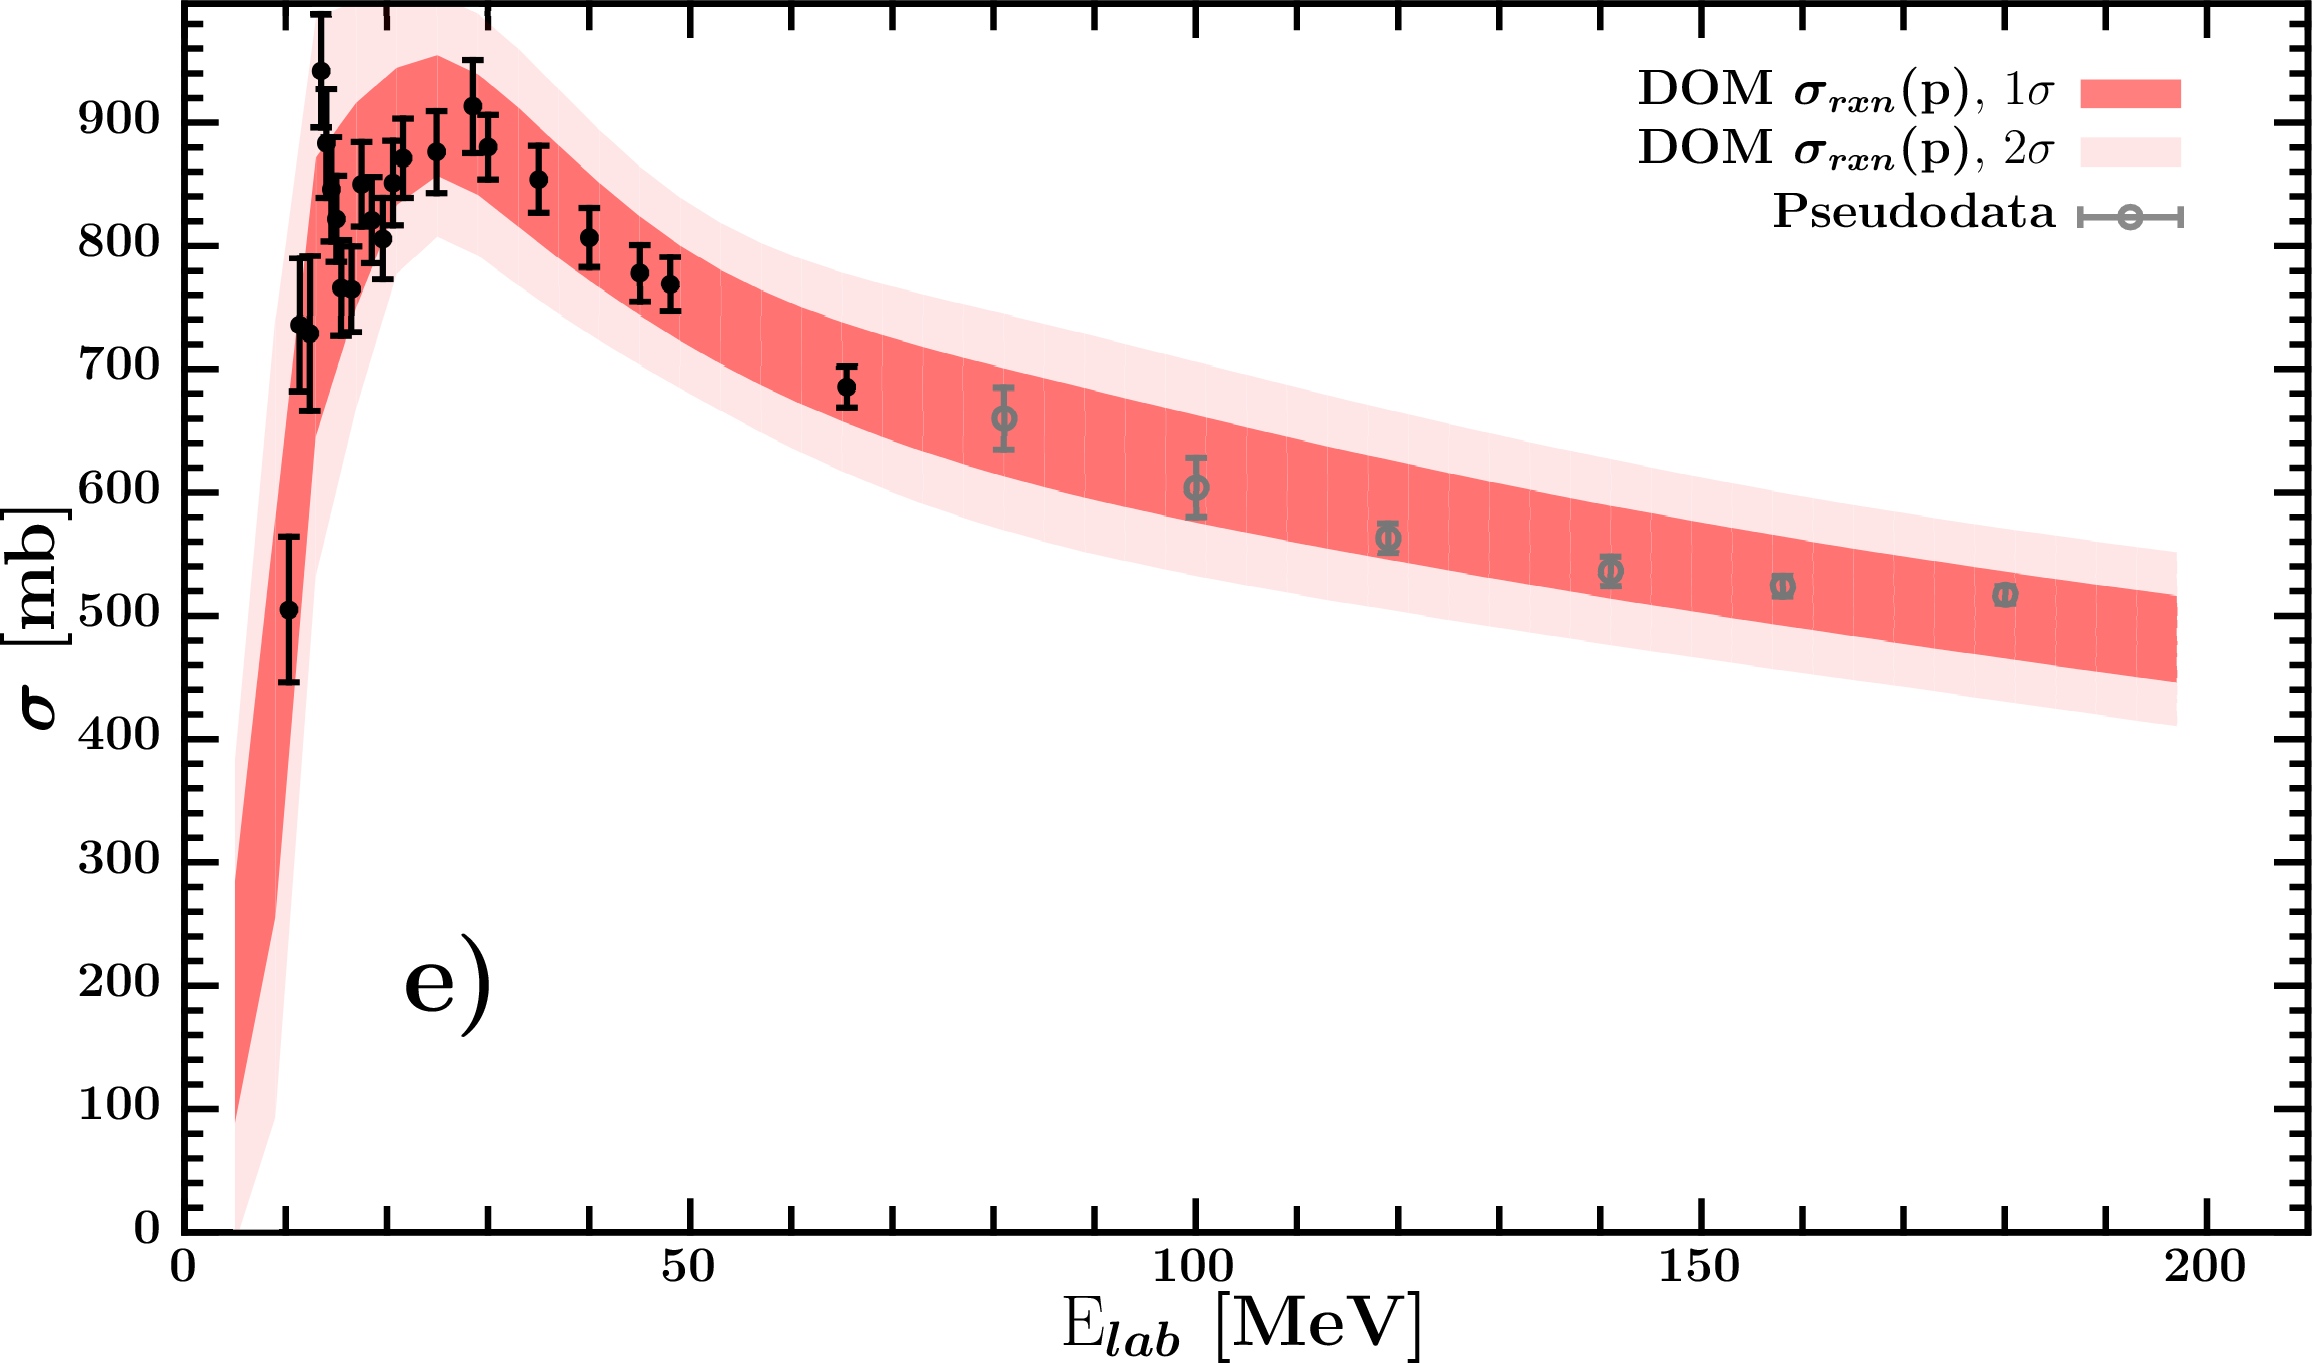 DOM σrxn(p), 1σ
DOM σrxn(p), 2σ
Pseudodata
900
800
700
600
500
400
300
200
100
0
σ [mb]
e)
0 50 100 150 200
Elab [MeV]